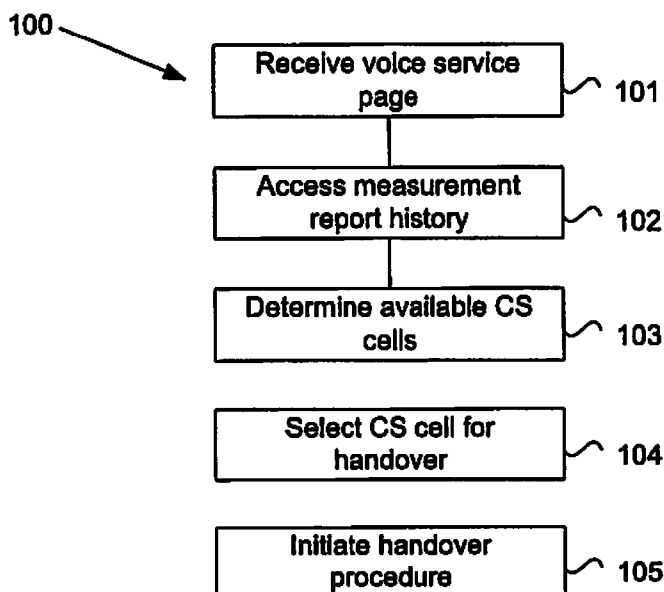 100
Receive voice service
page
101
Access measurement
report history
102
Determine available CS
cells
103
Select CS cell for
handover
104
Initiate handover
procedure
105